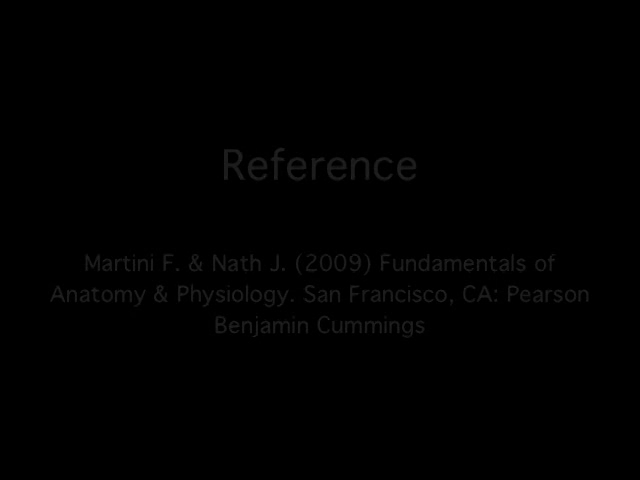 Reference
Martini F. & Nath J. (2009) Fundamentals of
Anatomy & Physiology. San Francisco, CA: Pearson
Benjamin Cummings